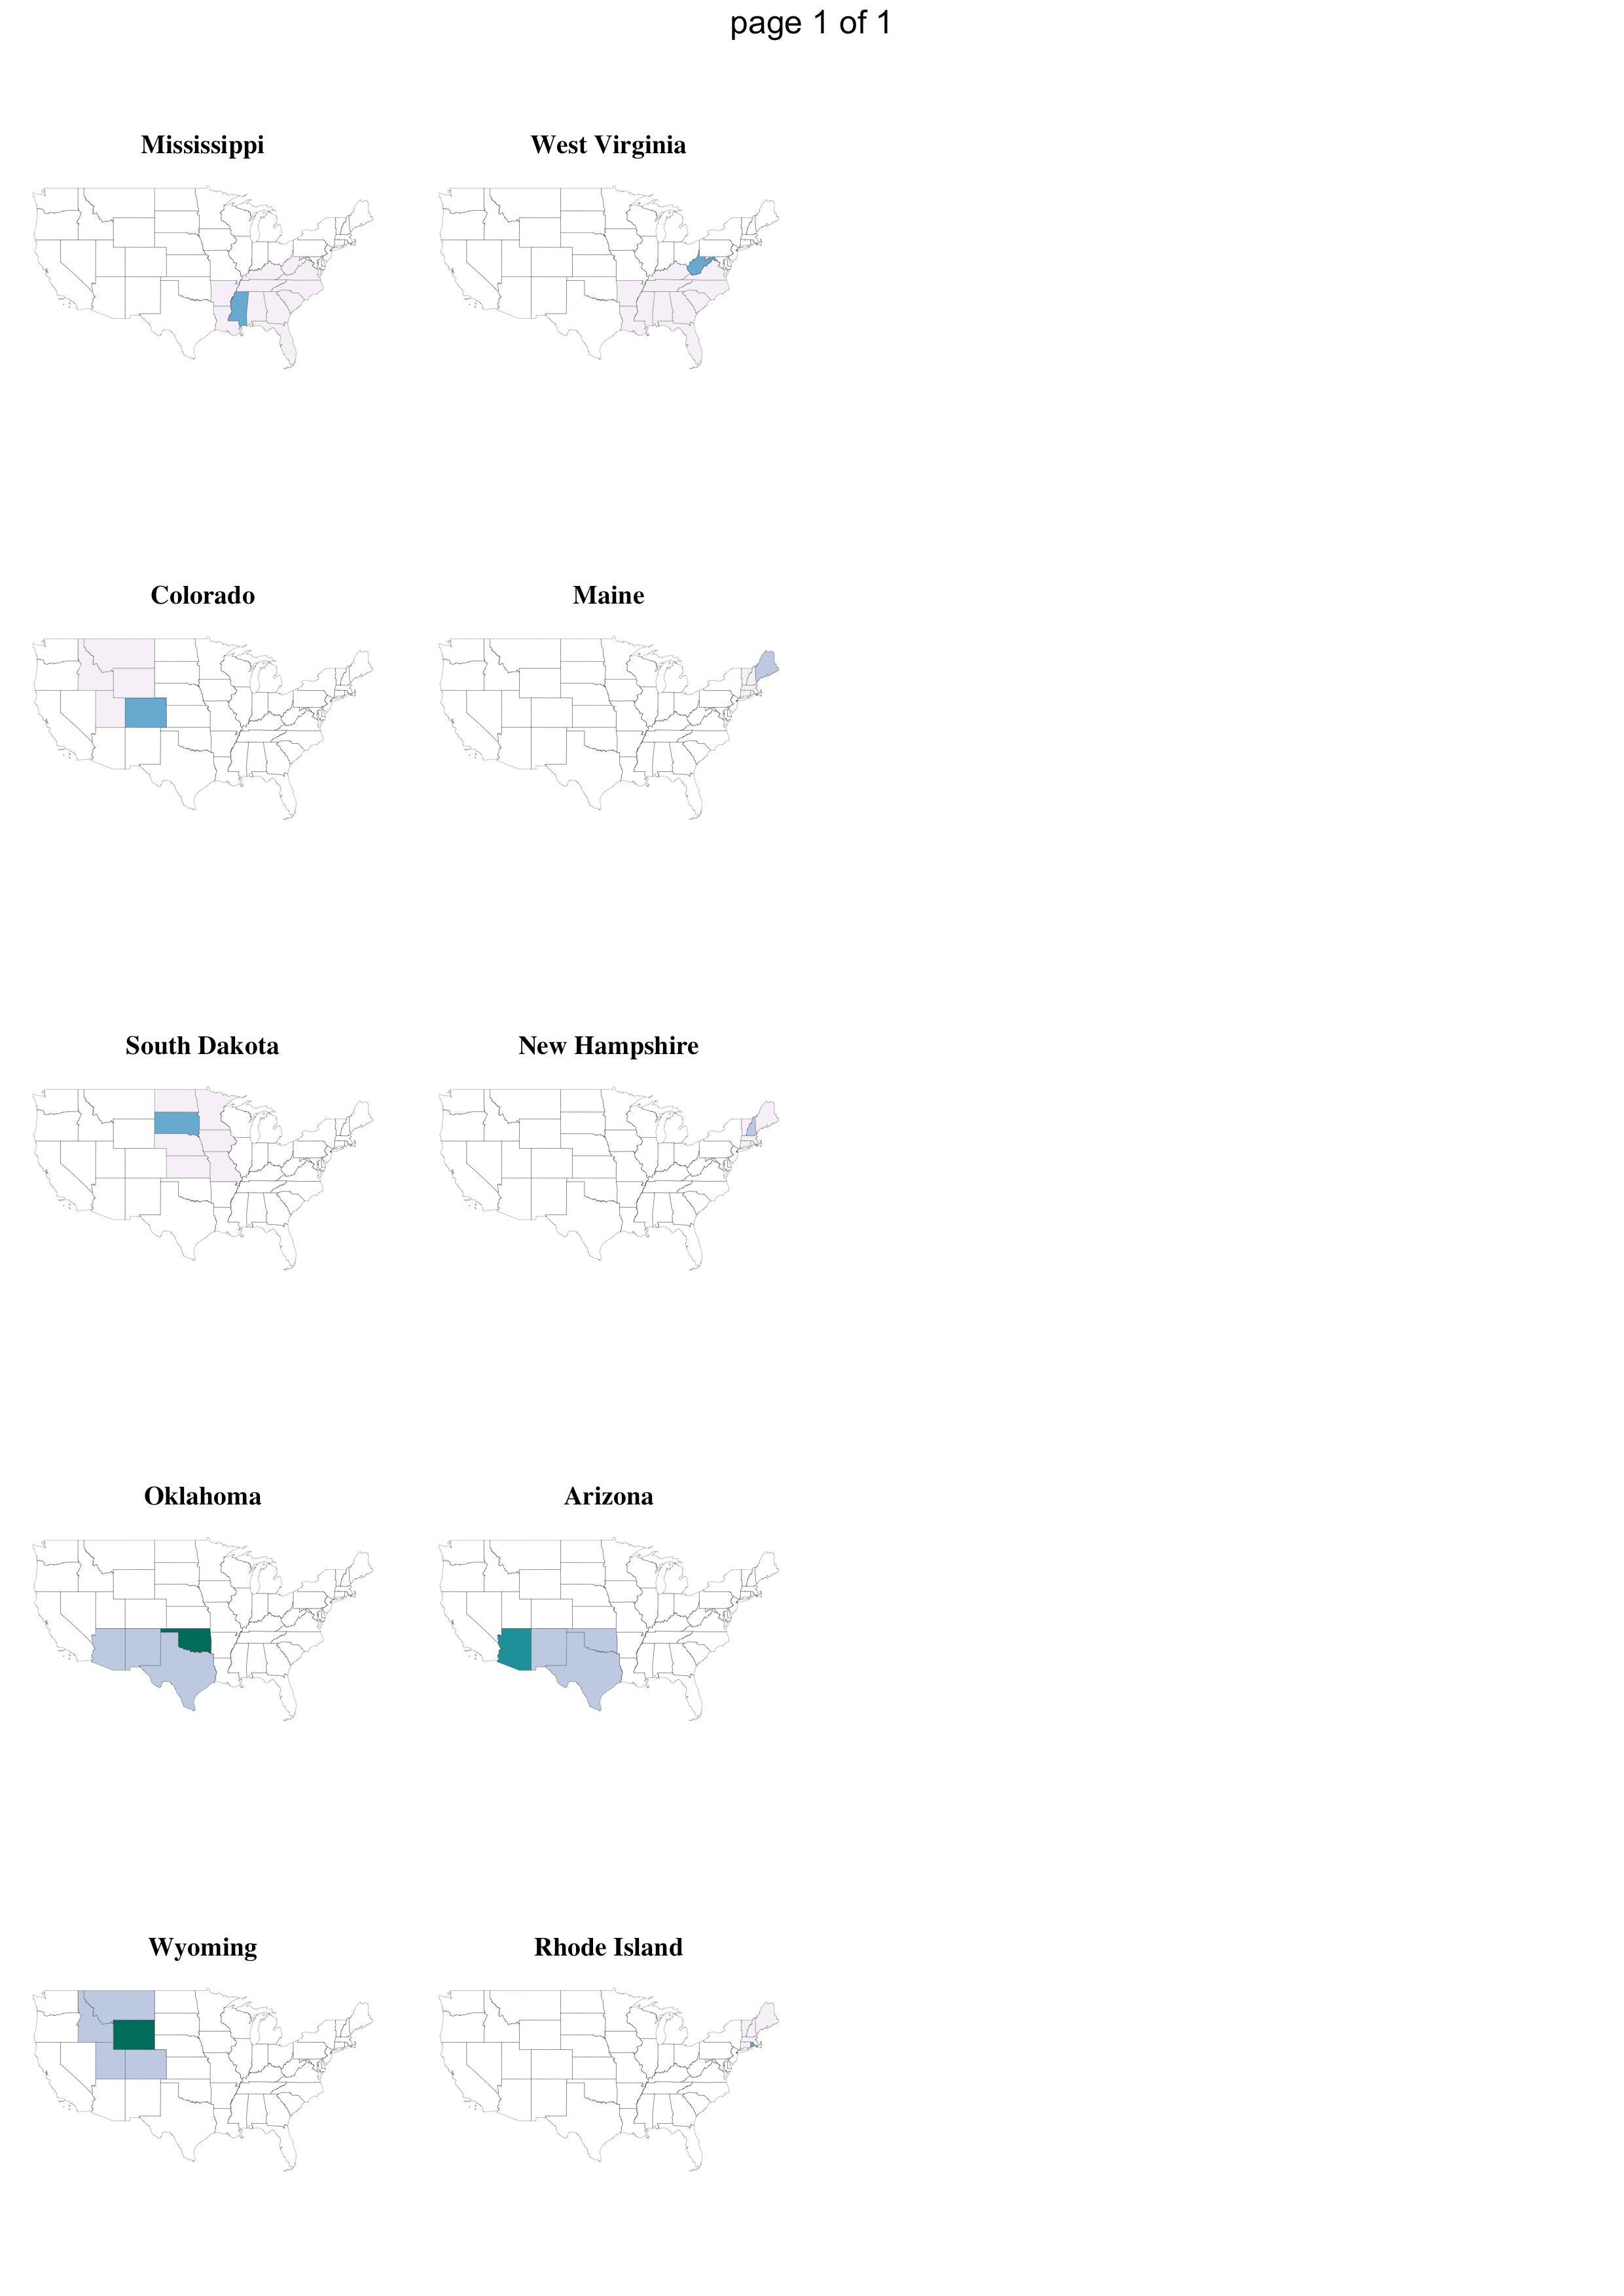 page 1 of 1
Mississippi
West Virginia
Colorado
Maine
South Dakota
New Hampshire
Oklahoma
Arizona
Wyoming
Rhode Island